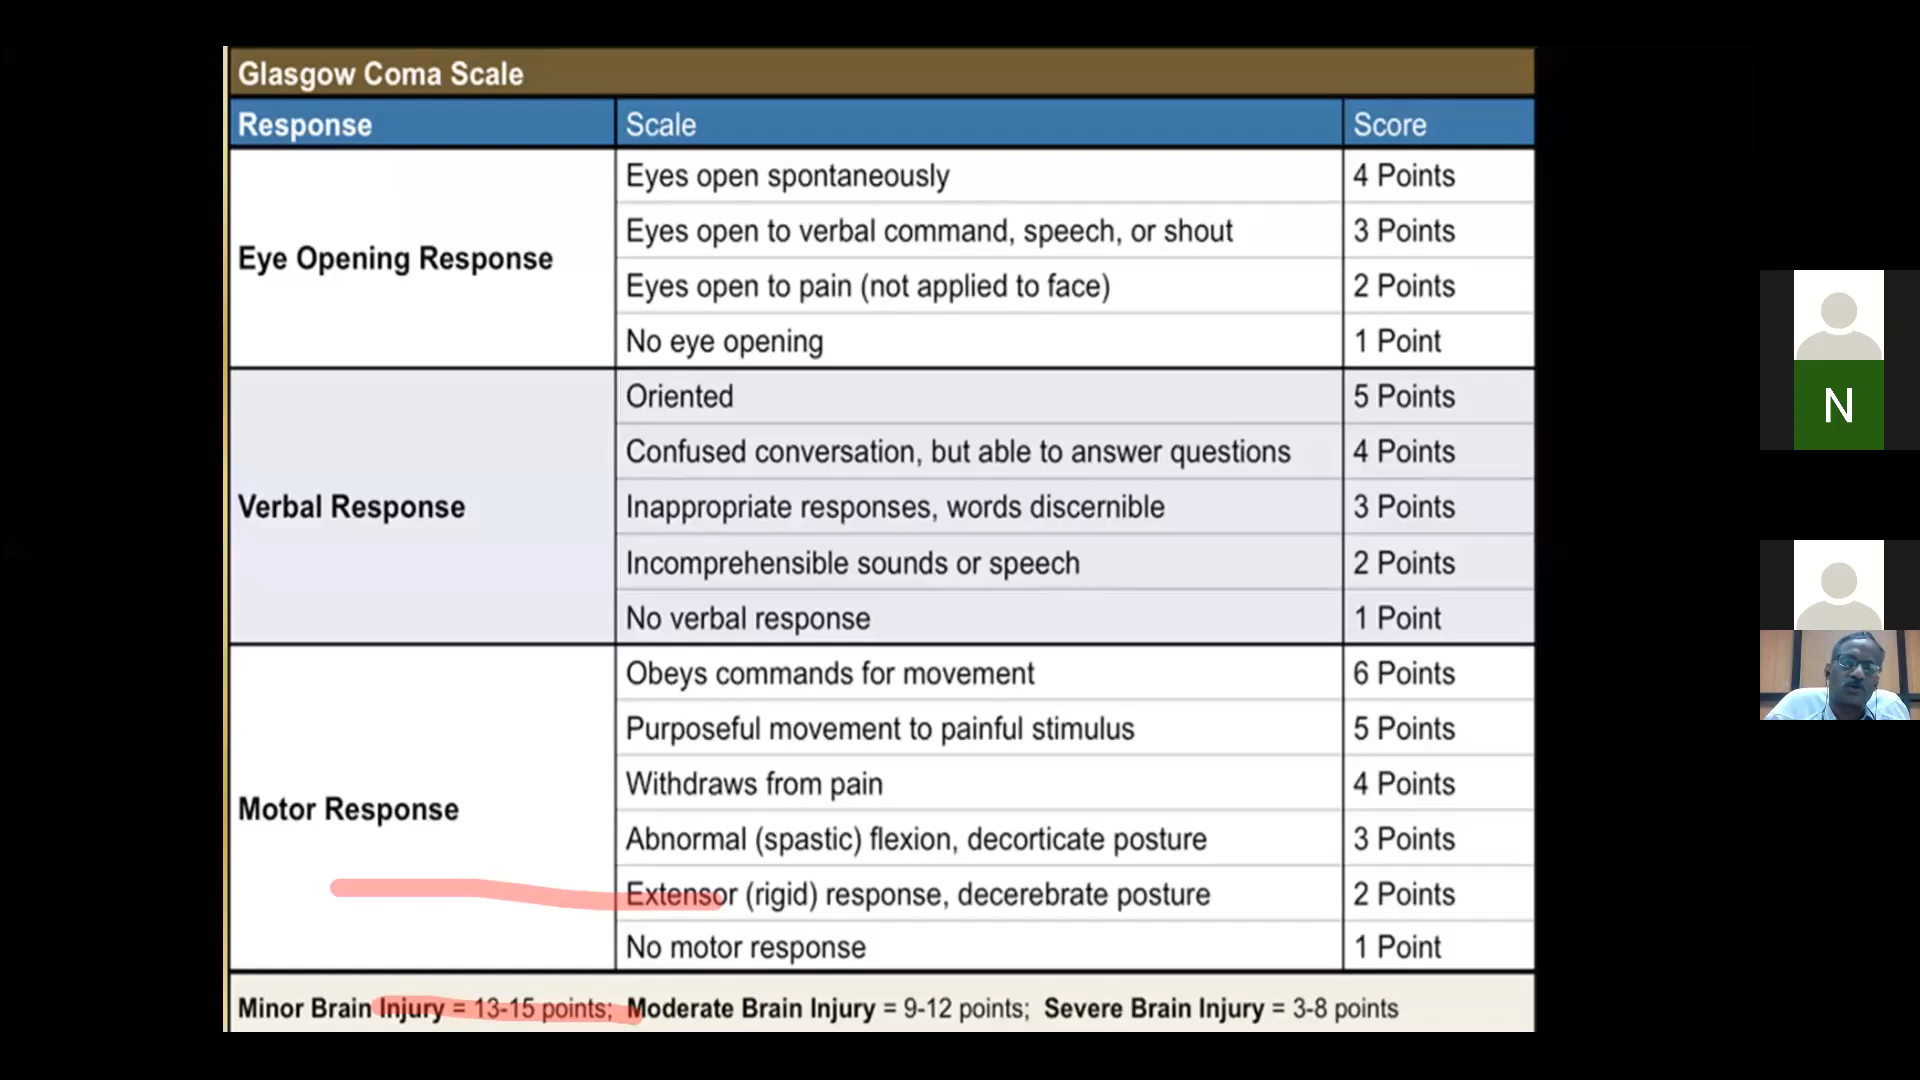 Glasgow Coma Scale
Response Scale Score
Eye Opening Response
Eyes open spontaneously 4 Points
Eyes open to verbal command, speech, or shout 3 Points
Eyes open to pain (not applied to face) 2 Points
No eye opening 1 Point
Verbal Response
Oriented 5 Points
Confused conversation, but able to answer questions 4 Points
Inappropriate responses, words discernible 3 Points
Incomprehensible sounds or speech 2 Points
No verbal response 1 Point
Motor Response
Obeys commands for movement 6 Points
Purposeful movement to painful stimulus 5 Points
Withdraws from pain 4 Points
Abnormal (spastic) flexion, decorticate posture 3 Points
Extensor (rigid) response, decerebrate posture 2 Points
No motor response 1 Point
Minor Brain Injury = 13-15 points; Moderate Brain Injury = 9-12 points; Severe Brain Injury = 3-8 points
N